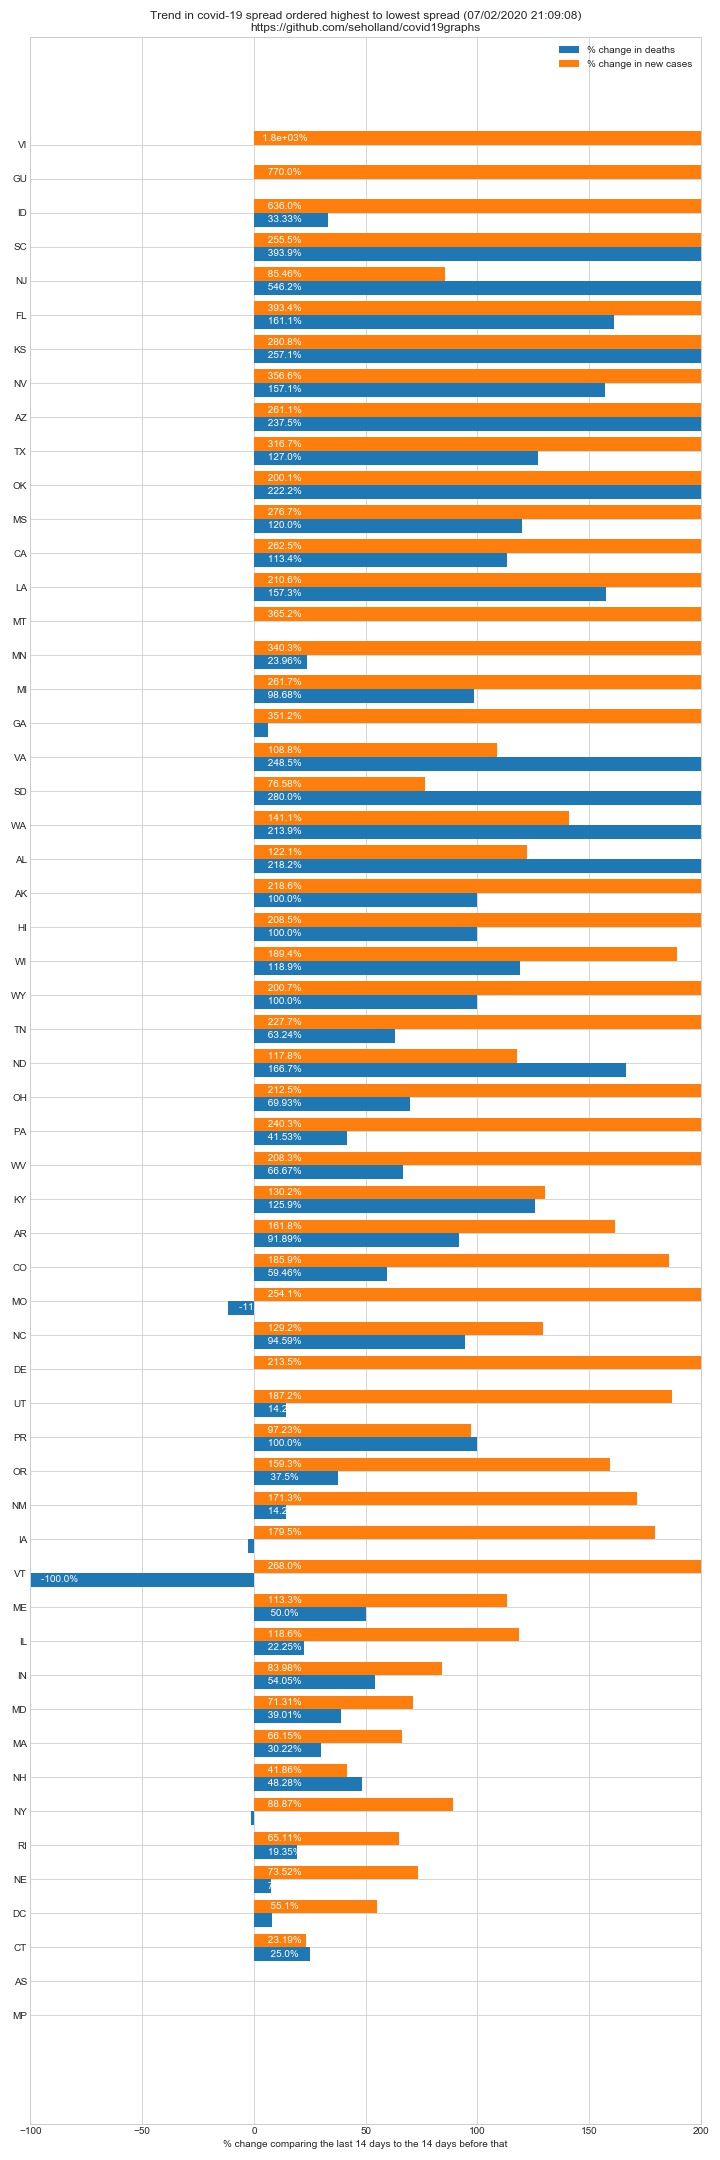 Trend in covid-19 spread ordered highest to lowest spread (07/02/2020 21:09:08)
https://github.com/seholland/covid19graphs
% change in deaths
% change in new cases
VI 1.8e+03%
GU 770.0%
ID 636.0%
33.33%
SC 255.5%
393.9%
NJ 85.46%
546.2%
FL 393.4%
161.1%
KS 280.8%
257.1%
NV 356.6%
157.1%
AZ 261.1%
237.5%
TX 316.7%
127.0%
OK 200.1%
222.2%
MS 276.7%
120.0%
CA 262.5%
113.4%
LA 210.6%
157.3%
MT 365.2%
MN 340.3%
23.96%
MI 261.7%
98.68%
GA 351.2%
VA 108.8%
248.5%
SD 76.58%
280.0%
WA 141.1%
213.9%
AL 122.1%
218.2%
AK 218.6%
100.0%
HI 208.5%
100.0%
WI 189.4%
118.9%
WY 200.7%
100.0%
TN 227.7%
63.24%
ND 117.8%
166.7%
OH 212.5%
69.93%
PA 240.3%
41.53%
WV 208.3%
66.67%
KY 130.2%
125.9%
AR 161.8%
91.89%
CO 185.9%
59.46%
MO 254.1%
-11
NC 129.2%
94.59%
DE 213.5%
UT 187.2%
14.2
PR 97.23%
100.0%
OR 159.3%
37.5%
NM 171.3%
14.2
IA 179.5%
VT 268.0%
-100.0%
ME 113.3%
50.0%
IL 118.6%
22.25%
IN 83.98%
54.05%
MD 71.31%
39.01%
MA 66.15%
30.22%
NH 41.86%
48.28%
NY 88.87%
RI 65.11%
19.35%
NE 73.52%
DC 55.1%
CT 23.19%
25.0%
AS
MP
−100 −50 0 50 100 150 200
% change comparing the last 14 days to the 14 days before that